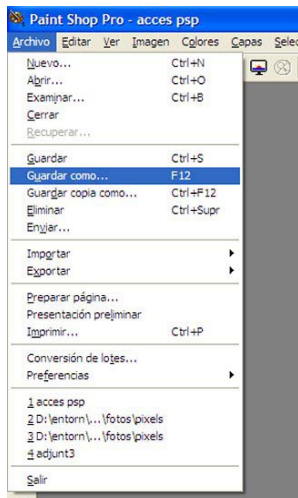 Paint Shop Pro - acces psp
Archivo Editar Ver Imagen Colores Capas Selec
Nuevo... Ctrl+N
Abrir... Ctrl+O
Examinar... Ctrl+B
Cerrar
Recuperar...
Guardar Ctrl+S
Guardar como... F12
Guardar copia como... Ctrl+F12
Eliminar Ctrl+Supr
Enviar...
Importar
Exportar
Preparar página...
Presentación preliminar
Imprimir... Ctrl+P
Conversión de lotes...
Preferencias
1 acces psp
2 D:\entorn\...\fotos\pixels
3 D:\entorn\...\fotos\pixels
4 adjunt3
Salir